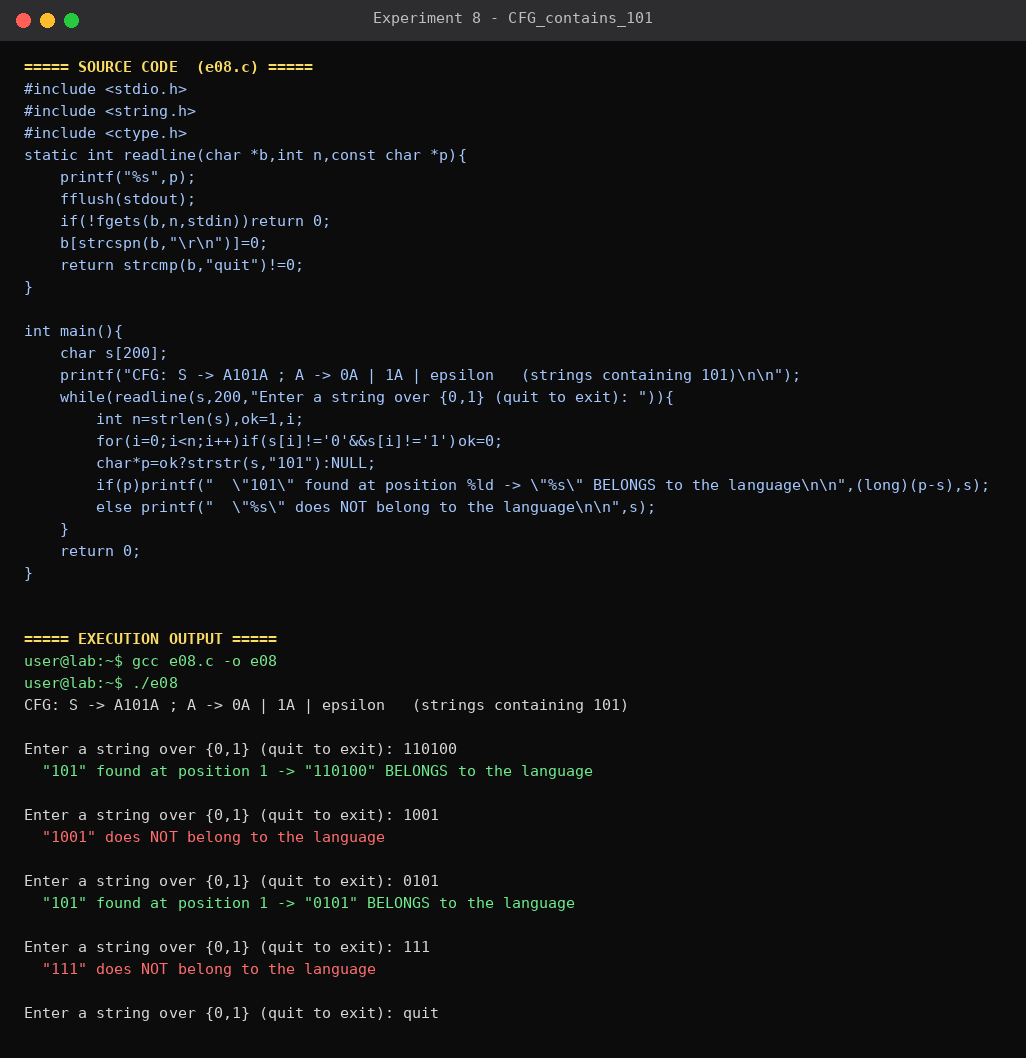 Experiment 8 - CFG_contains_101
===== SOURCE CODE  (e08.c) =====
#include <stdio.h>
#include <string.h>
#include <ctype.h>
static int readline(char *b,int n,const char *p){
    printf("%s",p);
    fflush(stdout);
    if(!fgets(b,n,stdin))return 0;
    b[strcspn(b,"\r\n")]=0;
    return strcmp(b,"quit")!=0;
}

int main(){
    char s[200];
    printf("CFG: S -> A101A ; A -> 0A | 1A | epsilon   (strings containing 101)\n\n");
    while(readline(s,200,"Enter a string over {0,1} (quit to exit): ")){
        int n=strlen(s),ok=1,i;
        for(i=0;i<n;i++)if(s[i]!='0'&&s[i]!='1')ok=0;
        char*p=ok?strstr(s,"101"):NULL;
        if(p)printf("  \"101\" found at position %ld -> \"%s\" BELONGS to the language\n\n",(long)(p-s),s);
        else printf("  \"%s\" does NOT belong to the language\n\n",s);
    }
    return 0;
}

===== EXECUTION OUTPUT =====
user@lab:~$ gcc e08.c -o e08
user@lab:~$ ./e08
CFG: S -> A101A ; A -> 0A | 1A | epsilon   (strings containing 101)

Enter a string over {0,1} (quit to exit): 110100
  "101" found at position 1 -> "110100" BELONGS to the language

Enter a string over {0,1} (quit to exit): 1001
  "1001" does NOT belong to the language

Enter a string over {0,1} (quit to exit): 0101
  "101" found at position 1 -> "0101" BELONGS to the language

Enter a string over {0,1} (quit to exit): 111
  "111" does NOT belong to the language

Enter a string over {0,1} (quit to exit): quit